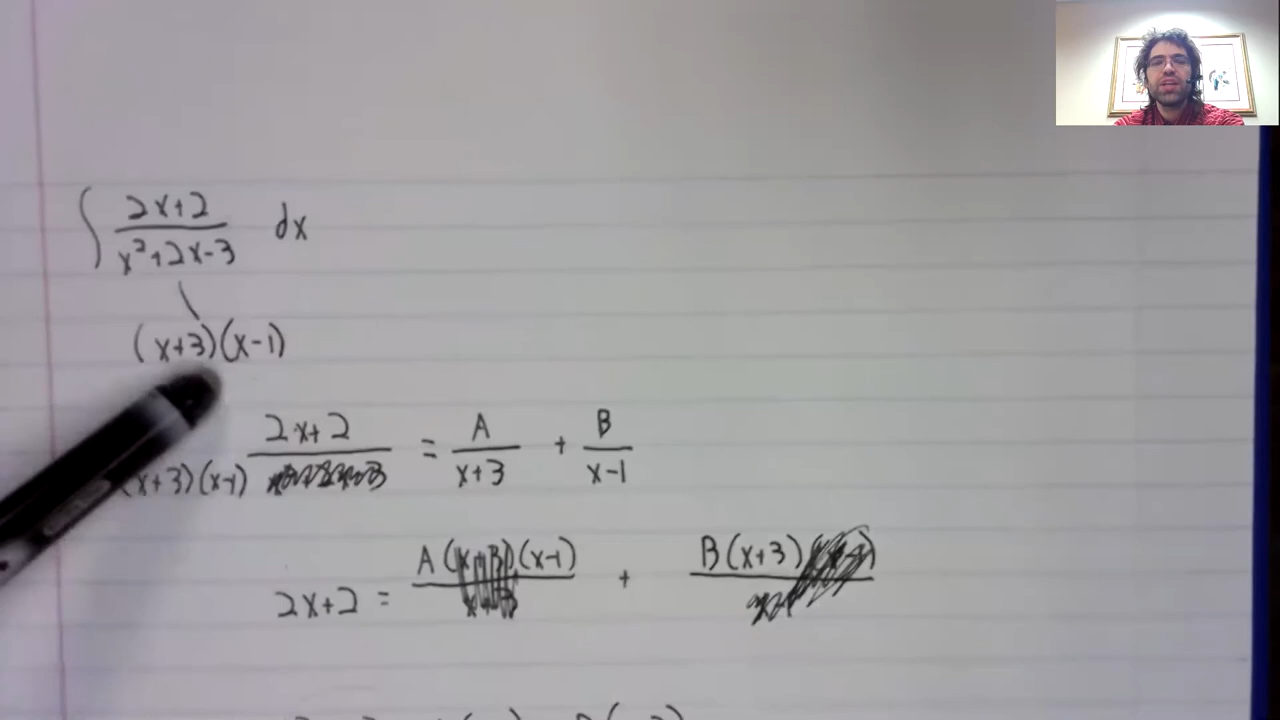 ∫ 2x+2 / x²+2x-3 dx
(x+3)(x-1)
(x+3)(x-1) 2x+2 / = A / x+3 + B / x-1
2x+2 = A (x-1) + B(x+3)